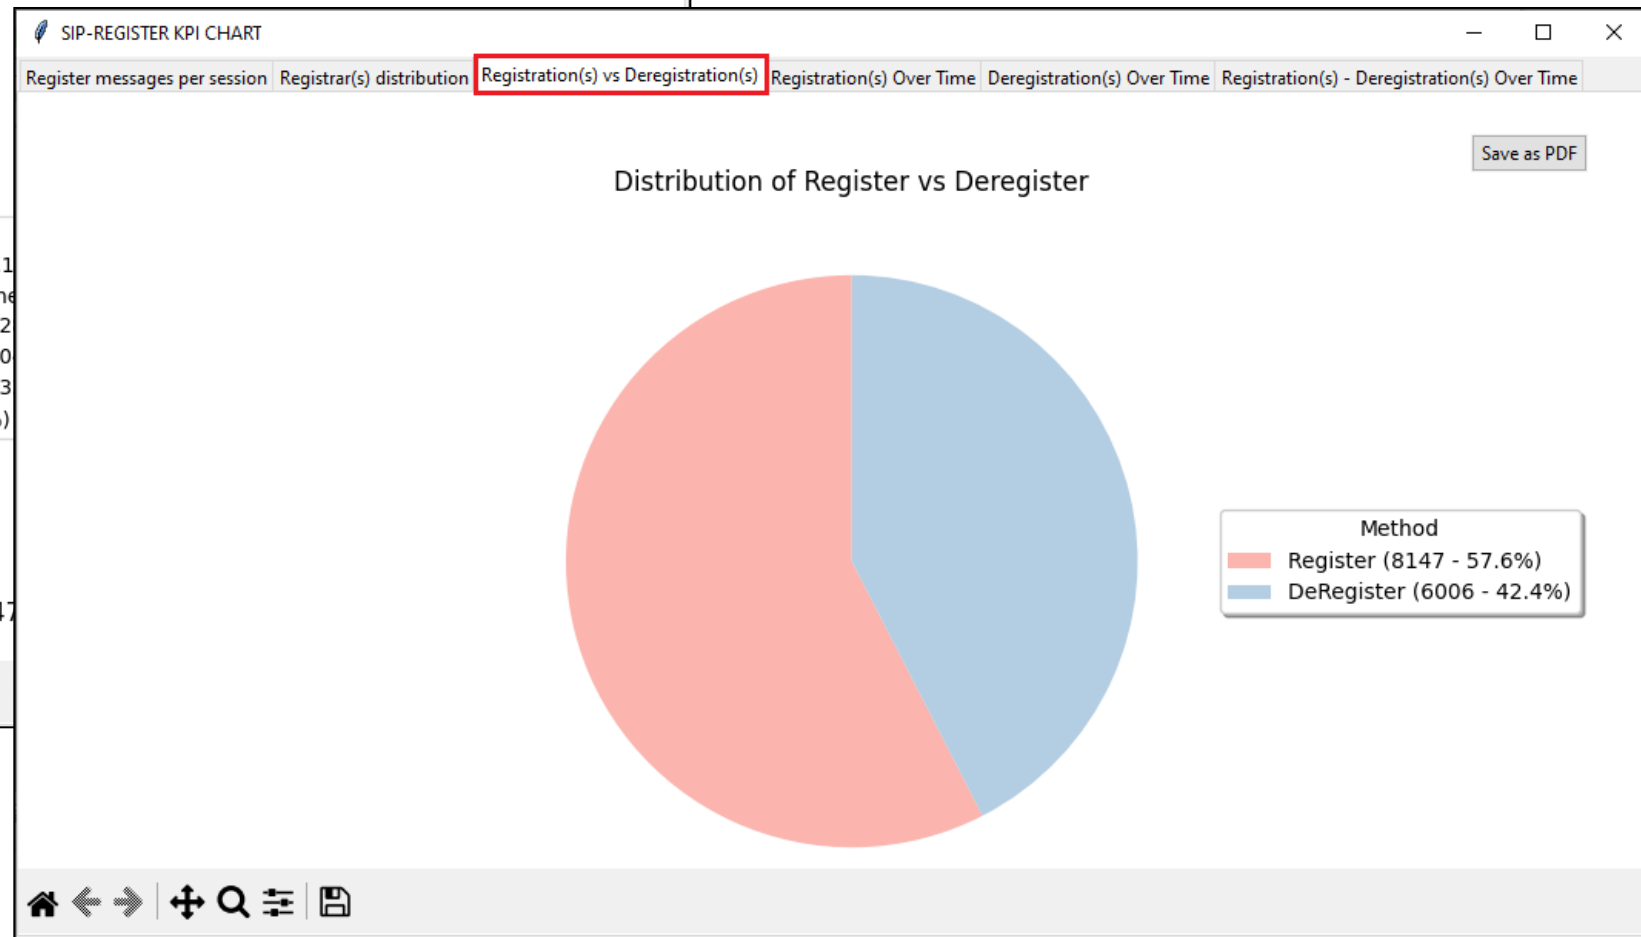 SIP-REGISTER KPI CHART
Register messages per session Registrar(s) distribution Registration(s) vs Deregistration(s) Registration(s) Over Time Deregistration(s) Over Time Registration(s) - Deregistration(s) Over Time
Save as PDF
Distribution of Register vs Deregister
Method
Register (8147 - 57.6%)
DeRegister (6006 - 42.4%)